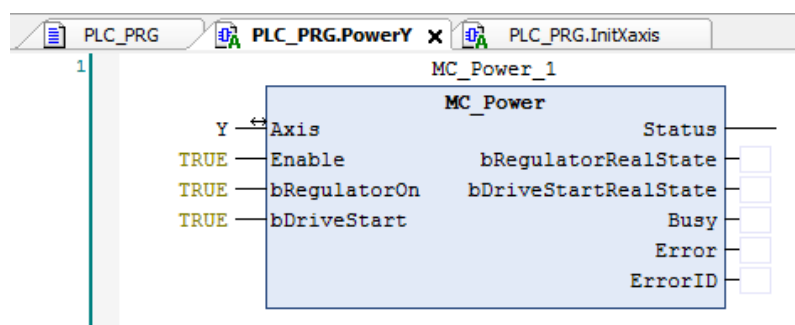 PLC_PRG PLC_PRG.PowerY X PLC_PRG.InitXaxis
1 MC_Power_1
MC_Power
Y Axis Status
TRUE Enable bRegulatorRealState
TRUE bRegulatorOn bDriveStartRealState
TRUE bDriveStart Busy
Error
ErrorID